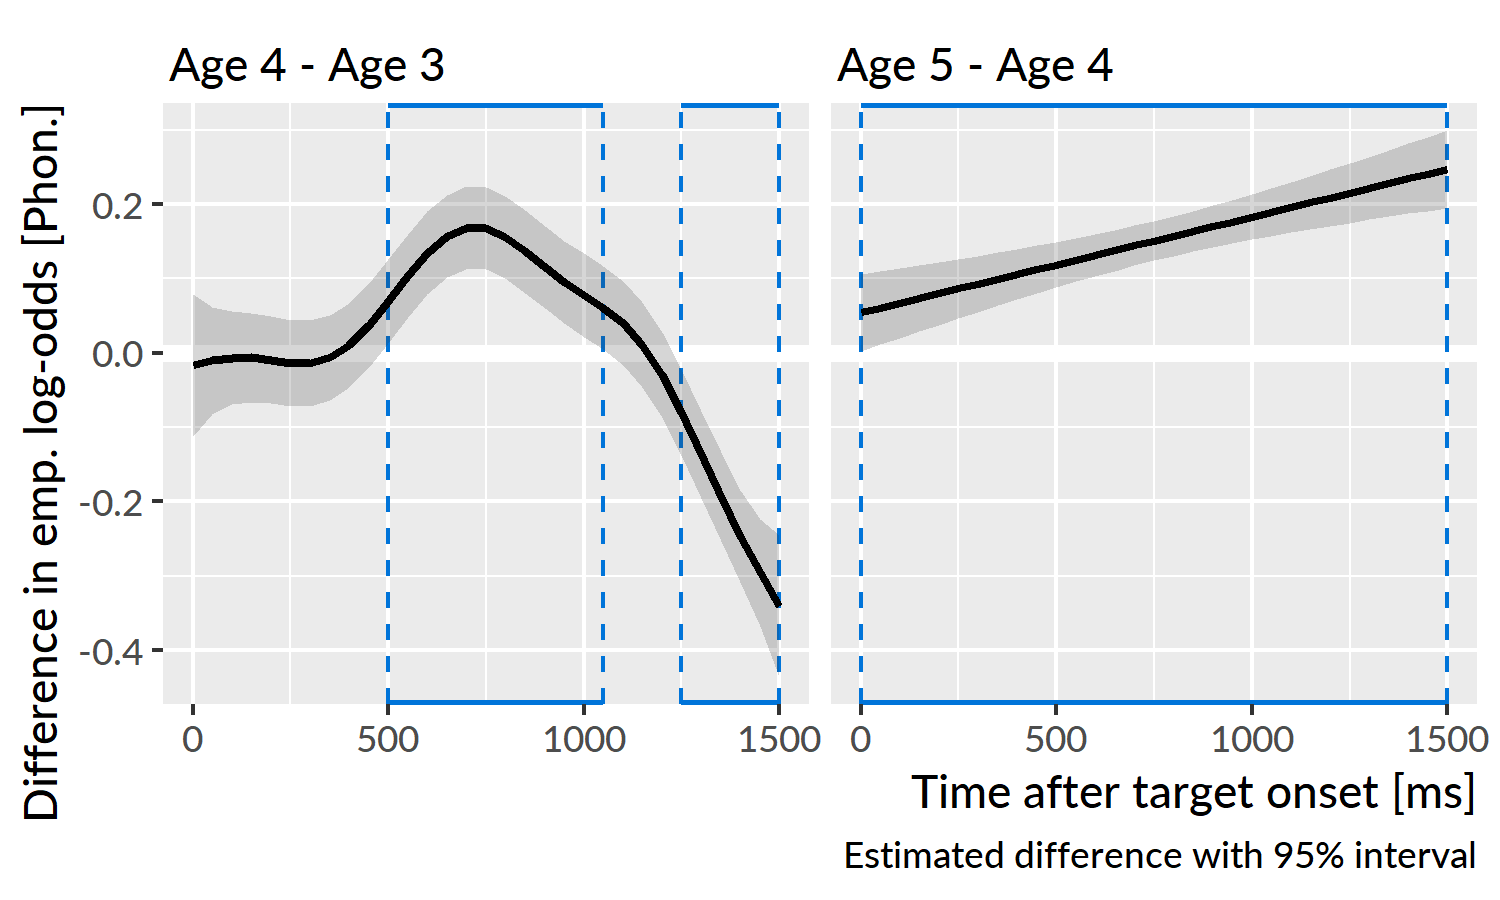 Age 4 - Age 3
Age 5 - Age 4
Difference in emp. log-odds [Phon.]
0.2
0.0
-0.2
-0.4
0 500 1000 1500
0 500 1000 1500
Time after target onset [ms]
Estimated difference with 95% interval